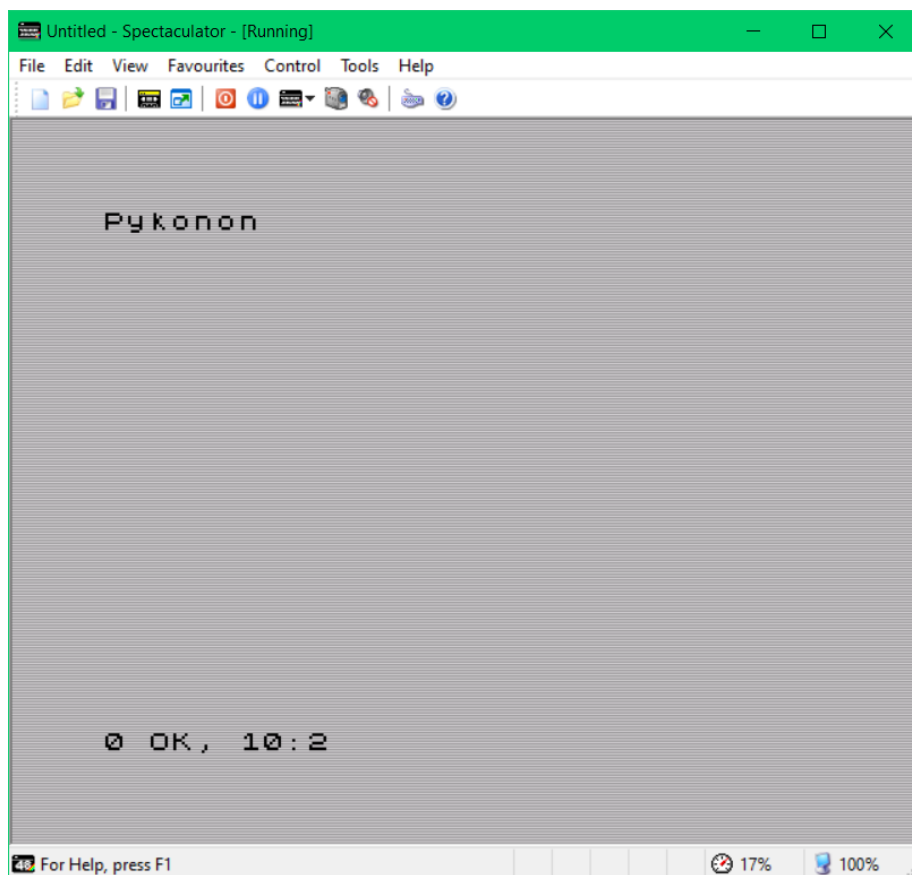 Untitled - Spectaculator - [Running]
File Edit View Favourites Control Tools Help
Pykonon
0 OK, 10:2
48 For Help, press F1 17% 100%